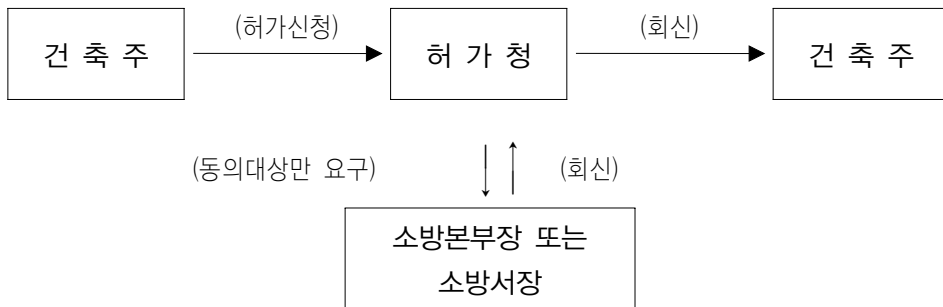 (허가신청)
(회신)
건 축 주
허 가 청
건 축 주
(동의대상만 요구)
(회신)
소방본부장 또는
소방서장